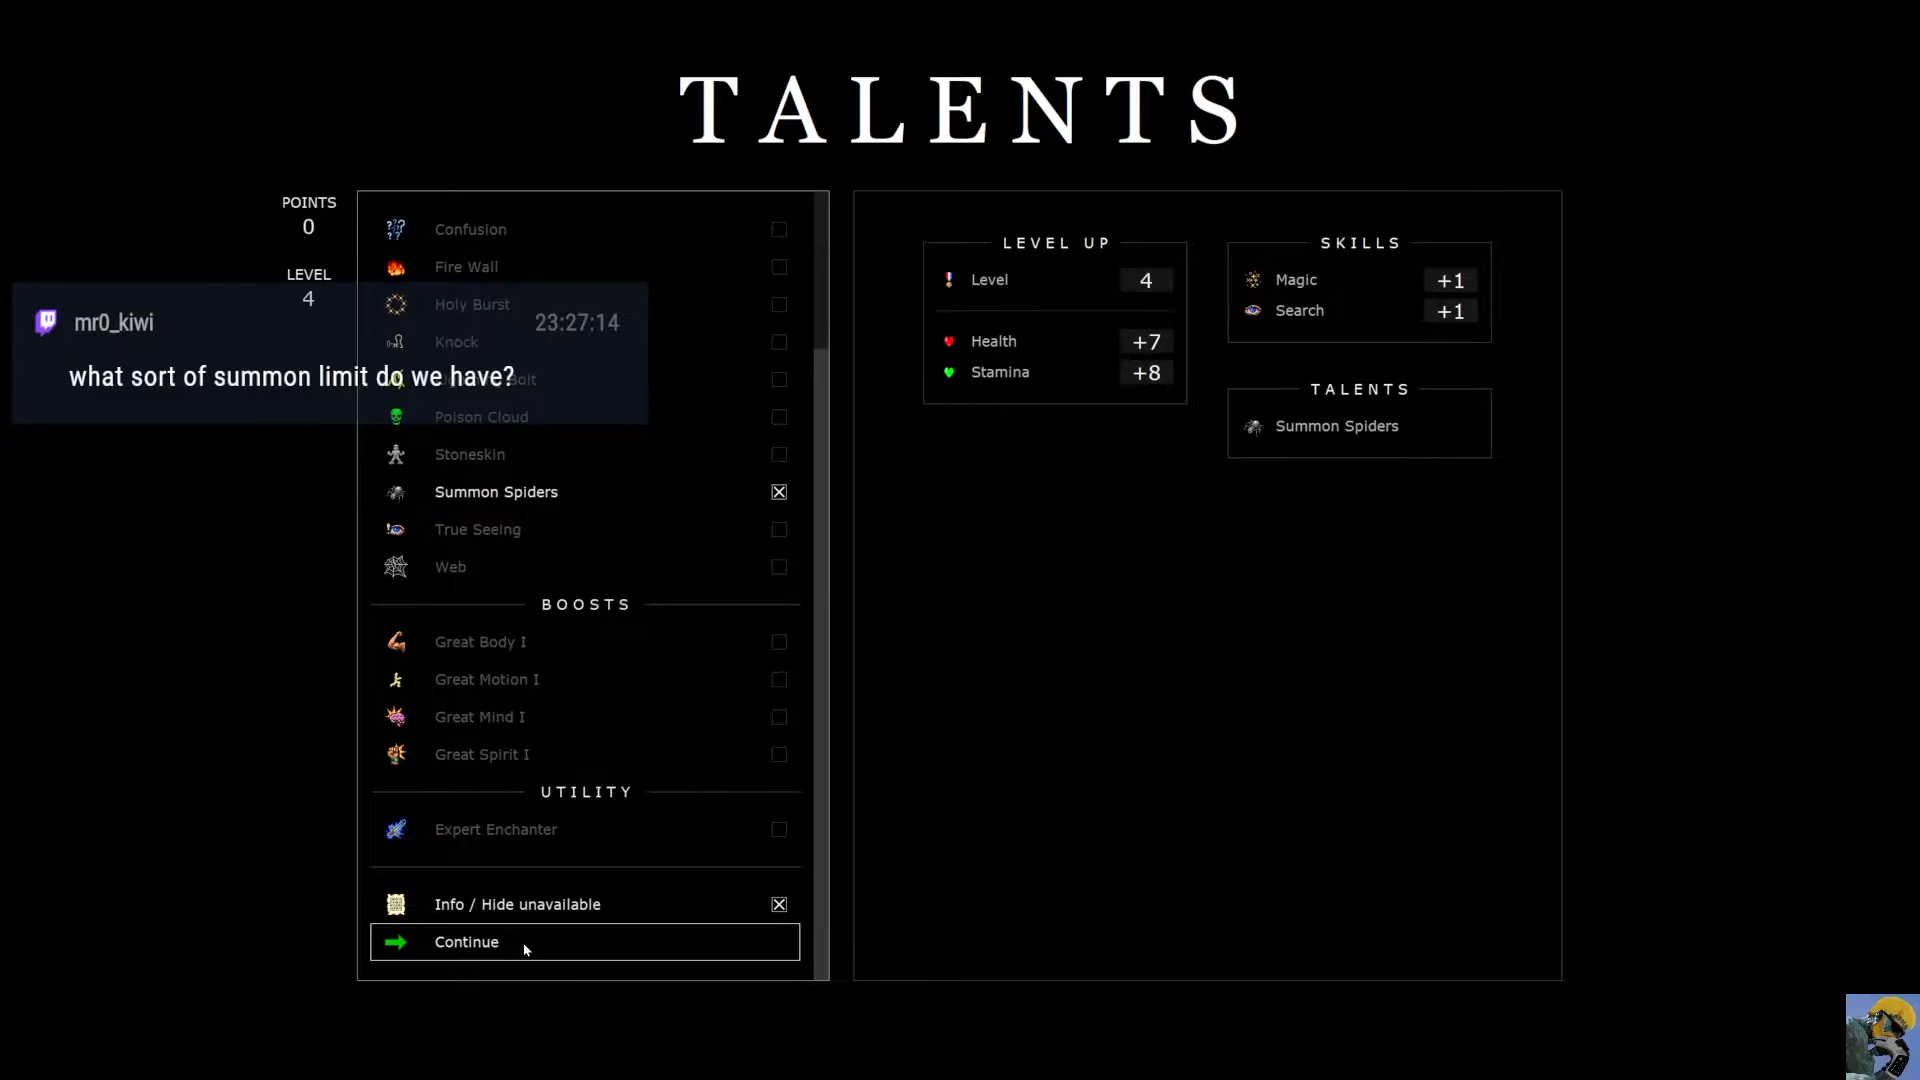 TALENTS
POINTS
0
LEVEL
4
mr0_kiwi
23:27:14
what sort of summon limit do we have?
Confusion
Fire Wall
Holy Burst
Knock
Poison Cloud
Stoneskin
Summon Spiders
True Seeing
Web
BOOSTS
Great Body I
Great Motion I
Great Mind I
Great Spirit I
UTILITY
Expert Enchanter
Info / Hide unavailable
Continue
LEVEL UP
Level 4
Health +7
Stamina +8
SKILLS
Magic +1
Search +1
TALENTS
Summon Spiders